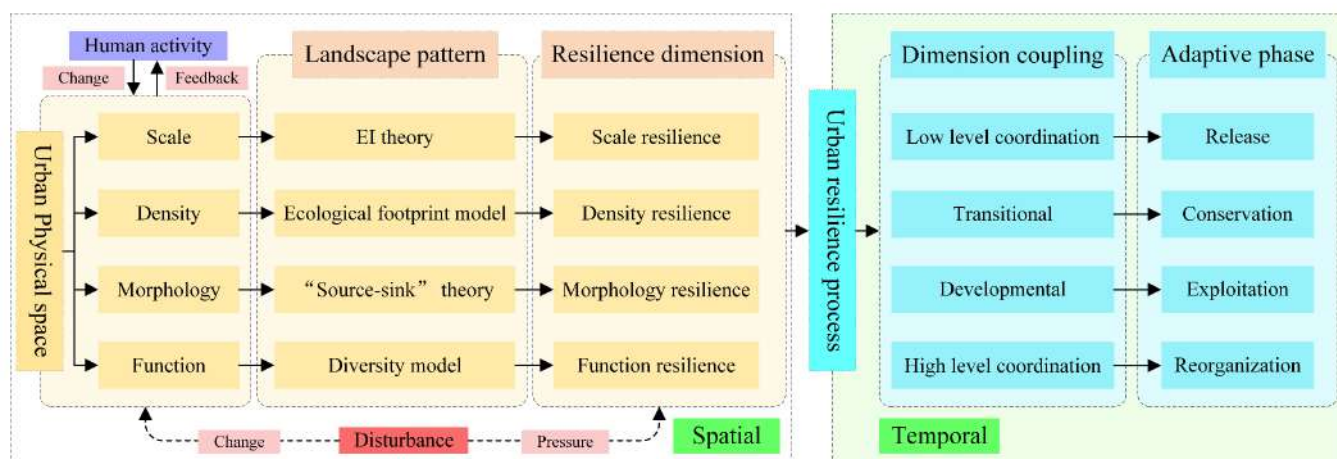 Human activity
Landscape pattern
Resilience dimension
Dimension coupling
Adaptive phase
Change
Feedback
Urban Physical space
Scale
EI theory
Scale resilience
Density
Ecological footprint model
Density resilience
Morphology
“Source-sink” theory
Morphology resilience
Function
Diversity model
Function resilience
Urban resilience process
Low level coordination
Release
Transitional
Conservation
Developmental
Exploitation
High level coordination
Reorganization
Change
Disturbance
Pressure
Spatial
Temporal